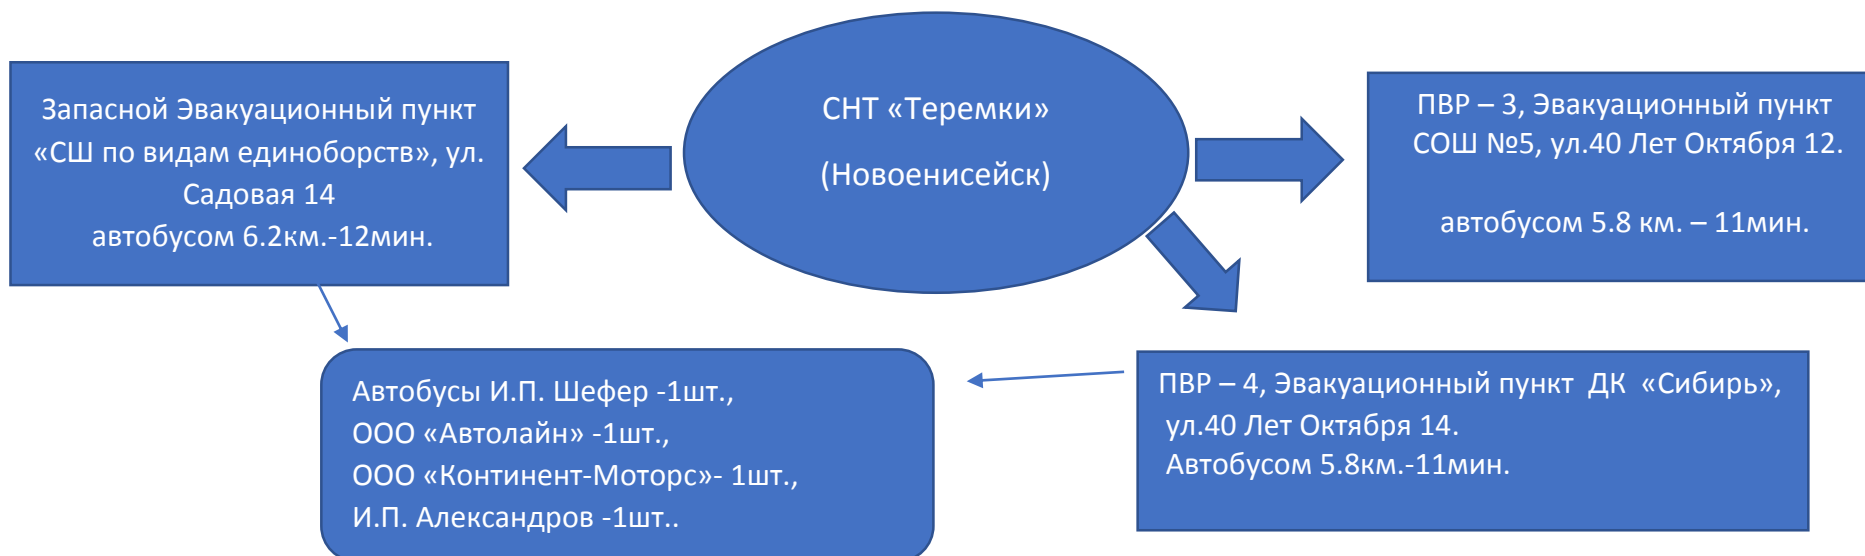 Запасной Эвакуационный пункт
«СШ по видам единоборств», ул.
Садовая 14
автобусом 6.2км.-12мин.
СНТ «Теремки»
(Новоенисейск)
ПВР – 3, Эвакуационный пункт
СОШ №5, ул.40 Лет Октября 12.
автобусом 5.8 км. – 11мин.
Автобусы И.П. Шефер -1шт.,
ООО «Автолайн» -1шт.,
ООО «Континент-Моторс»- 1шт.,
И.П. Александров -1шт..
ПВР – 4, Эвакуационный пункт ДК «Сибирь»,
ул.40 Лет Октября 14.
Автобусом 5.8км.-11мин.